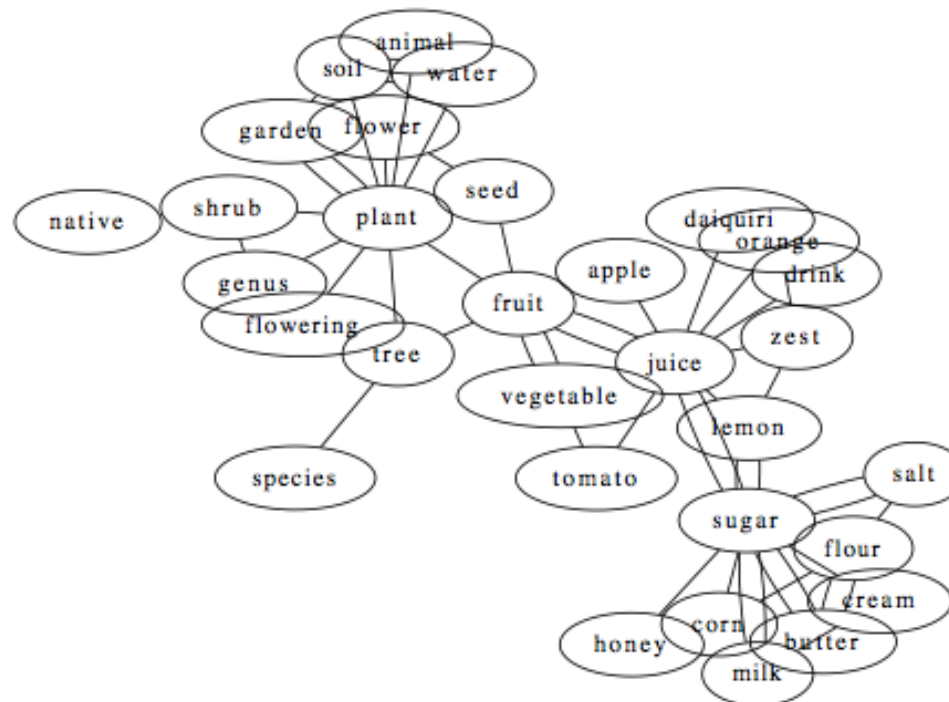 animal
soil
water
garden
flower
seed
native
shrub
plant
daiquiri
orange
drink
genus
apple
fruit
flowering
zest
tree
juice
vegetable
lemon
species
tomato
salt
sugar
flour
cream
corn
honey
butter
milk